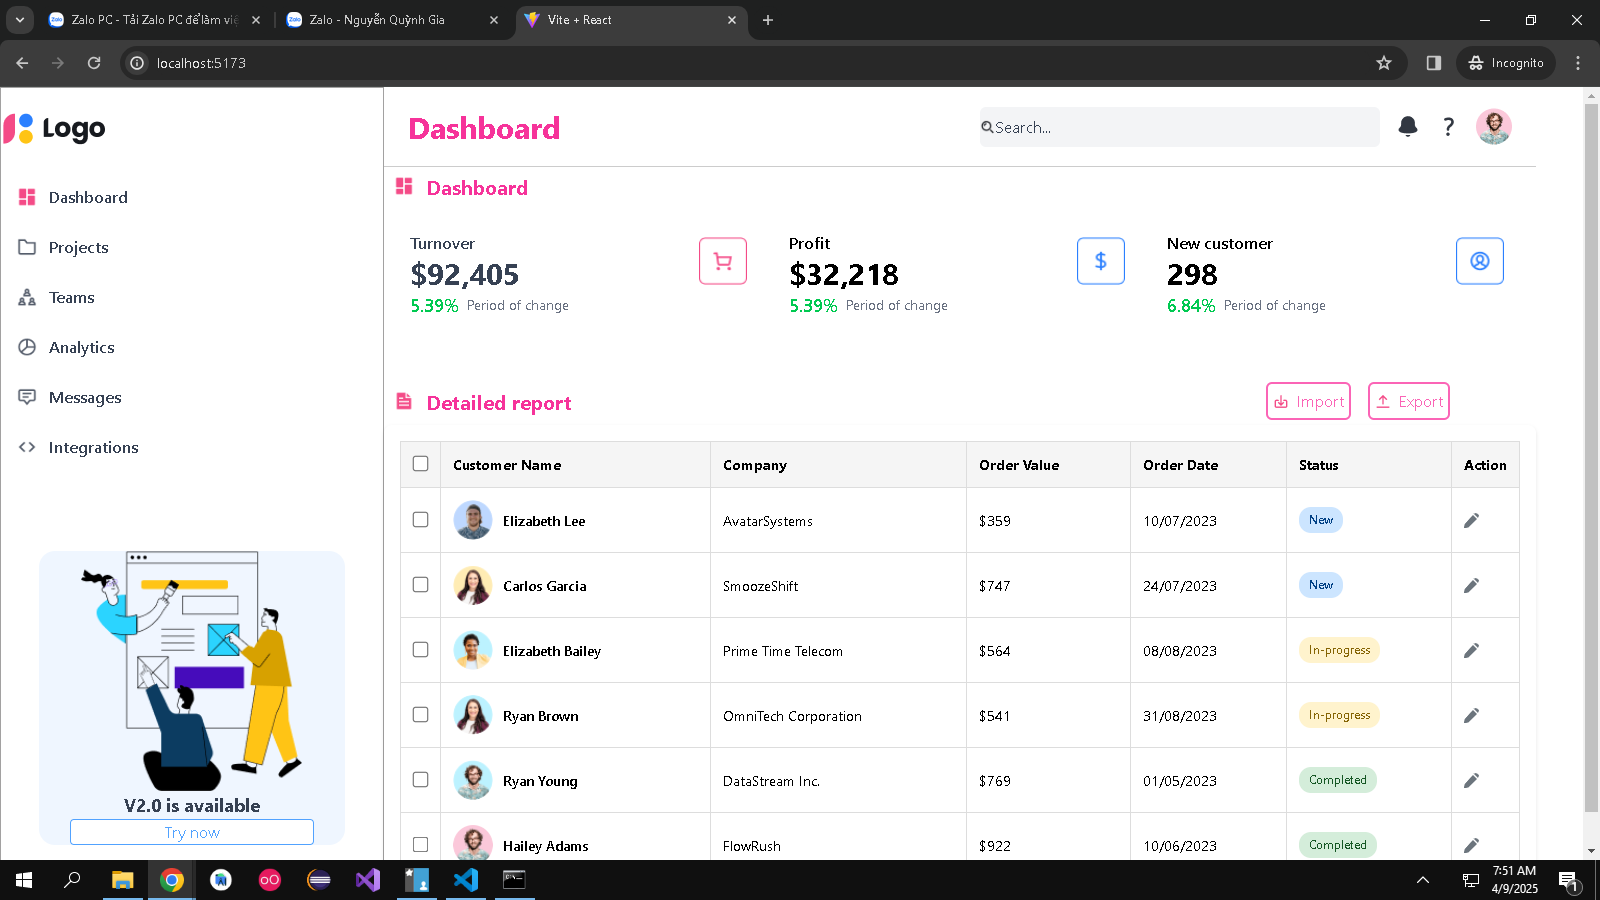 Zalo PC - Tải Zalo PC để làm việ
Zalo - Nguyễn Quỳnh Gia
Vite + React
localhost:5173
Incognito
Logo
Dashboard
Search...
?
Dashboard
Projects
Teams
Analytics
Messages
Integrations
V2.0 is available
Try now
Dashboard
Turnover
$92,405
5.39% Period of change
Profit
$32,218
5.39% Period of change
$
New customer
298
6.84% Period of change
Detailed report
Import
Export
Customer Name Company Order Value Order Date Status Action
Elizabeth Lee AvatarSystems $359 10/07/2023 New
Carlos Garcia SmoozeShift $747 24/07/2023 New
Elizabeth Bailey Prime Time Telecom $564 08/08/2023 In-progress
Ryan Brown OmniTech Corporation $541 31/08/2023 In-progress
Ryan Young DataStream Inc. $769 01/05/2023 Completed
Hailey Adams FlowRush $922 10/06/2023 Completed
7:51 AM
4/9/2025
1